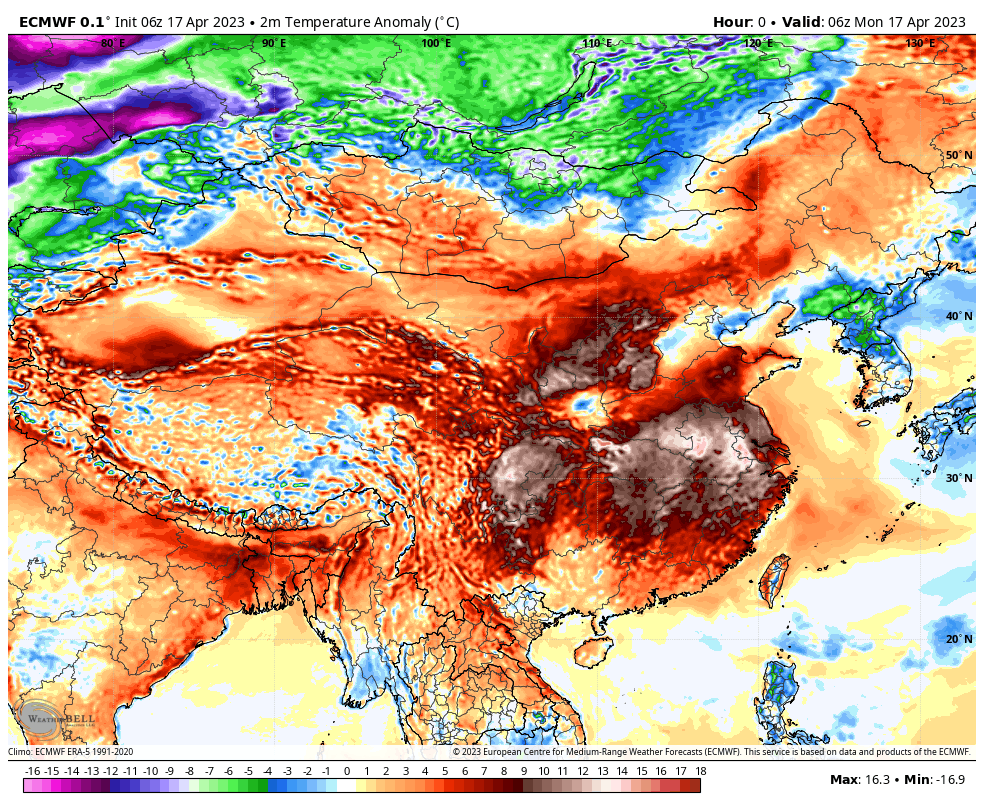 ECMWF 0.1° Init 06z 17 Apr 2023 • 2m Temperature Anomaly (°C)
Hour: 0 • Valid: 06z Mon 17 Apr 2023
80°E 90°E 100°E 110°E 120°E 130°E
50°N
40°N
30°N
20°N
WEATHERBELL
Climo: ECMWF ERA-5 1991-2020
© 2023 European Centre for Medium-Range Weather Forecasts (ECMWF). This service is based on data and products of the ECMWF.
-16 -15 -14 -13 -12 -11 -10 -9 -8 -7 -6 -5 -4 -3 -2 -1 0 1 2 3 4 5 6 7 8 9 10 11 12 13 14 15 16 17 18
Max: 16.3 • Min: -16.9